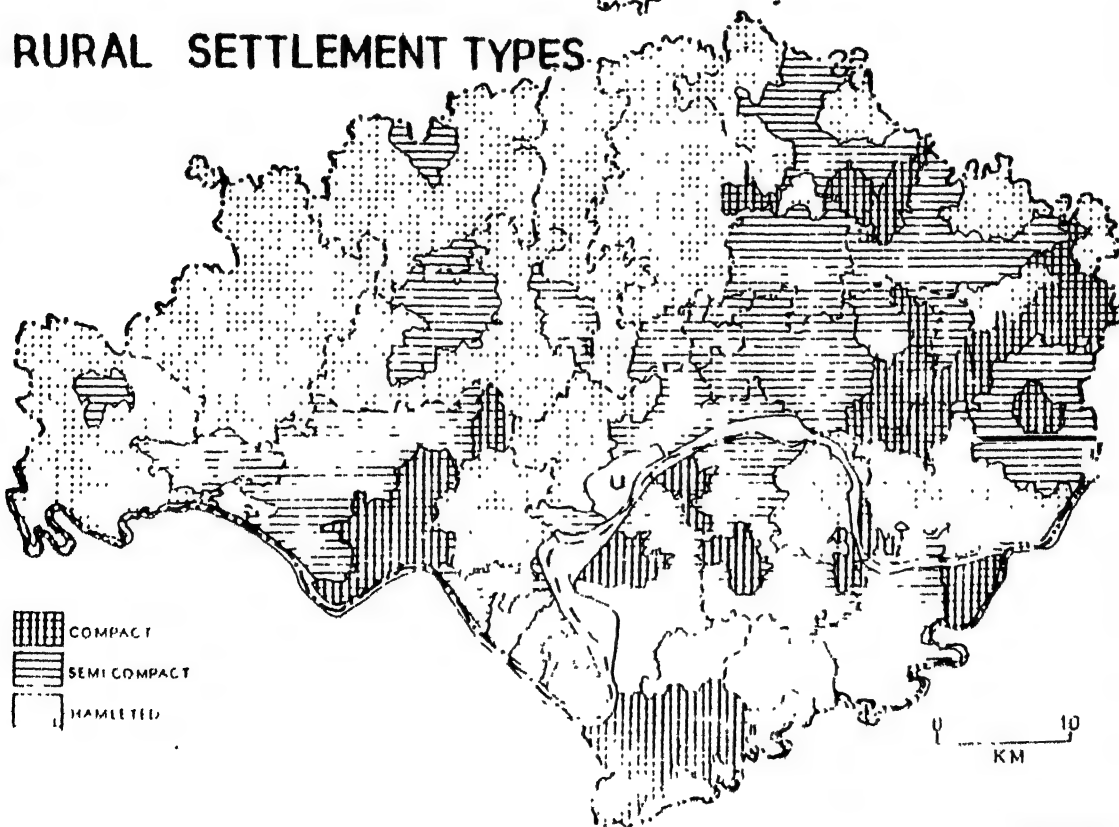 RURAL SETTLEMENT TYPES
U
COMPACT
SEMI COMPACT
HAMLETED
0 10
KM